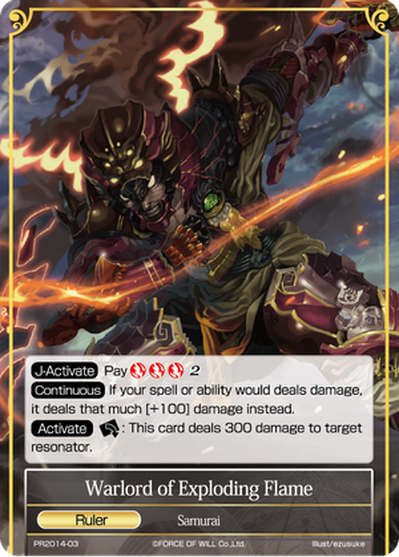 J-Activate Pay 2
Continuous If your spell or ability would deals damage,
it deals that much [+100] damage instead.
Activate : This card deals 300 damage to target
resonator.
Warlord of Exploding Flame
Ruler Samurai
PR2014-03 ©FORCE OF WILL Co.,Ltd. Illust/ezusuke